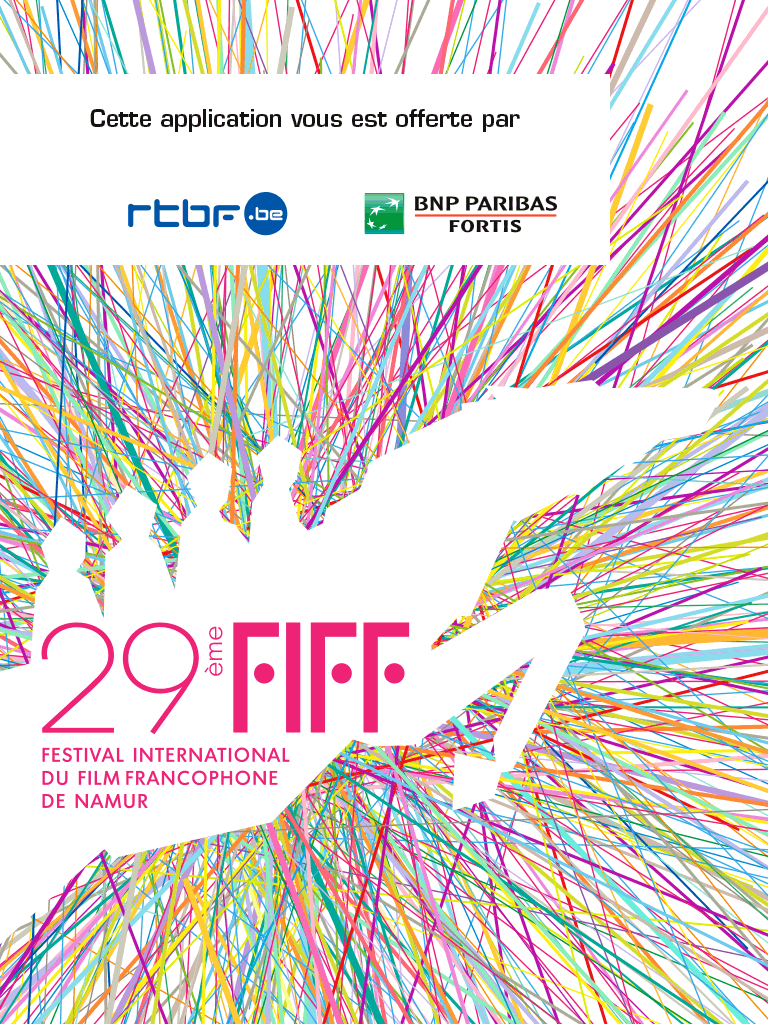 Cette application vous est offerte par
rtbf.be
BNP PARIBAS
FORTIS
29ème FIFF
FESTIVAL INTERNATIONAL
DU FILM FRANCOPHONE
DE NAMUR